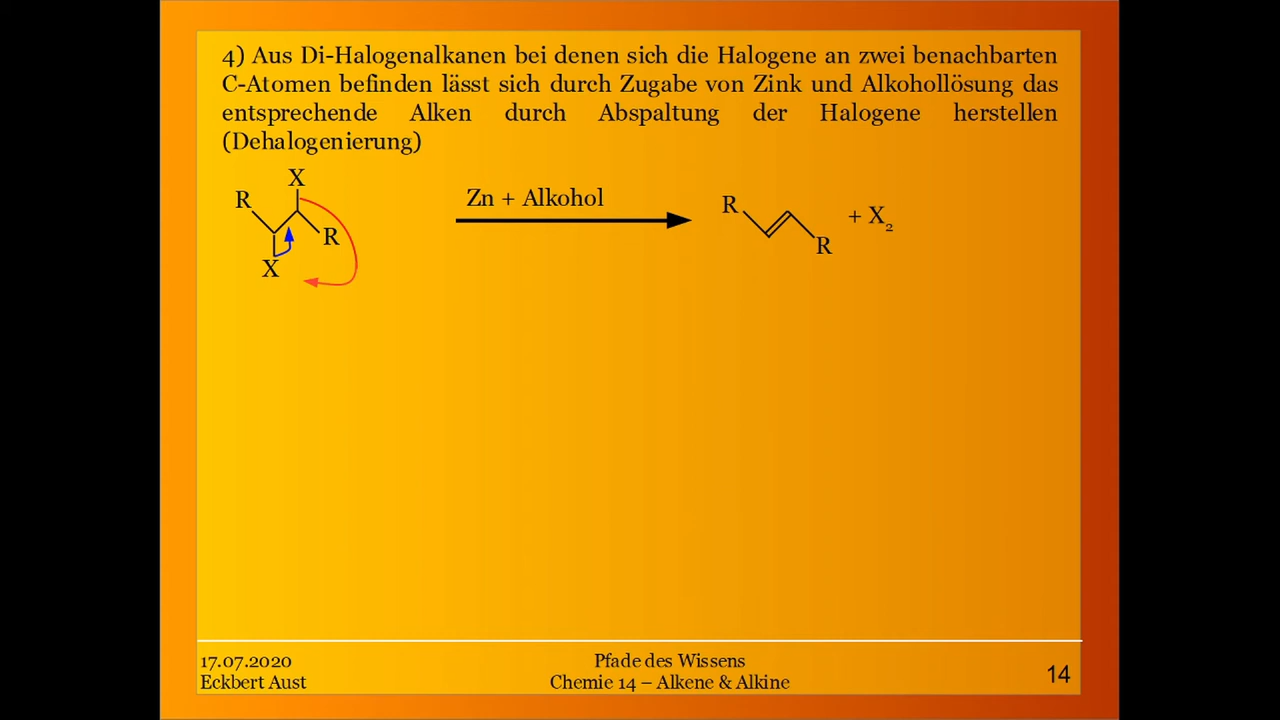 4) Aus Di-Halogenalkanen bei denen sich die Halogene an zwei benachbarten
C-Atomen befinden lässt sich durch Zugabe von Zink und Alkohollösung das
entsprechende Alken durch Abspaltung der Halogene herstellen
(Dehalogenierung)
X
R
R
X
Zn + Alkohol
R
R
+ X₂
17.07.2020
Eckbert Aust
Pfade des Wissens
Chemie 14 – Alkene & Alkine
14